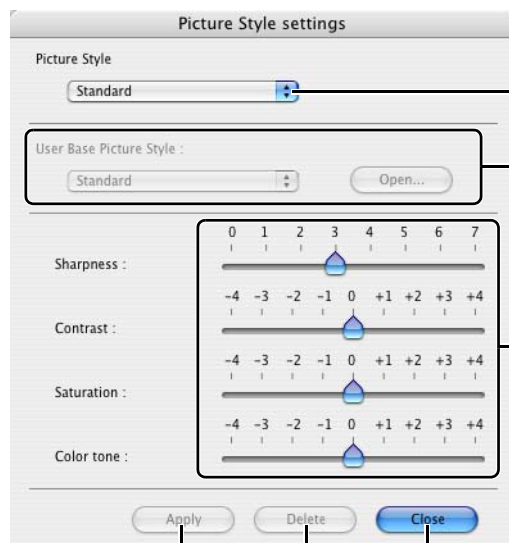 Picture Style settings
Picture Style
Standard
User Base Picture Style :
Standard Open...
0 1 2 3 4 5 6 7
Sharpness :
-4 -3 -2 -1 0 +1 +2 +3 +4
Contrast :
-4 -3 -2 -1 0 +1 +2 +3 +4
Saturation :
-4 -3 -2 -1 0 +1 +2 +3 +4
Color tone :
Apply Delete Close